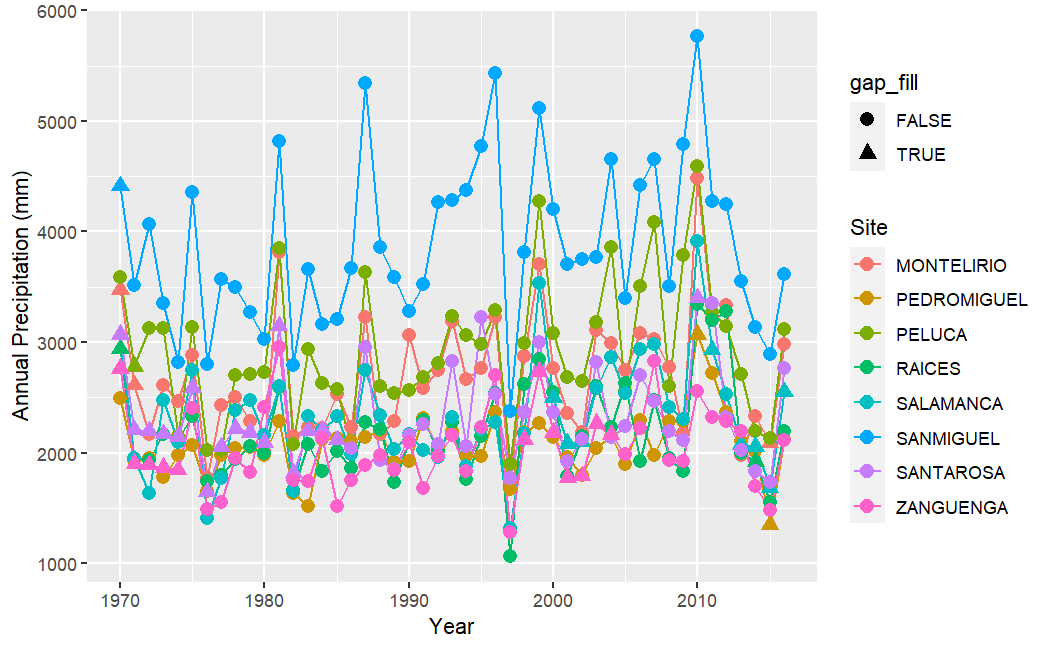 6000
5000
4000
3000
2000
1000
Annual Precipitation (mm)
1970
1980
1990
2000
2010
Year
gap_fill
FALSE
TRUE
Site
MONTELIRIO
PEDROMIGUEL
PELUCA
RAICES
SALAMANCA
SANMIGUEL
SANTAROSA
ZANGUENGA